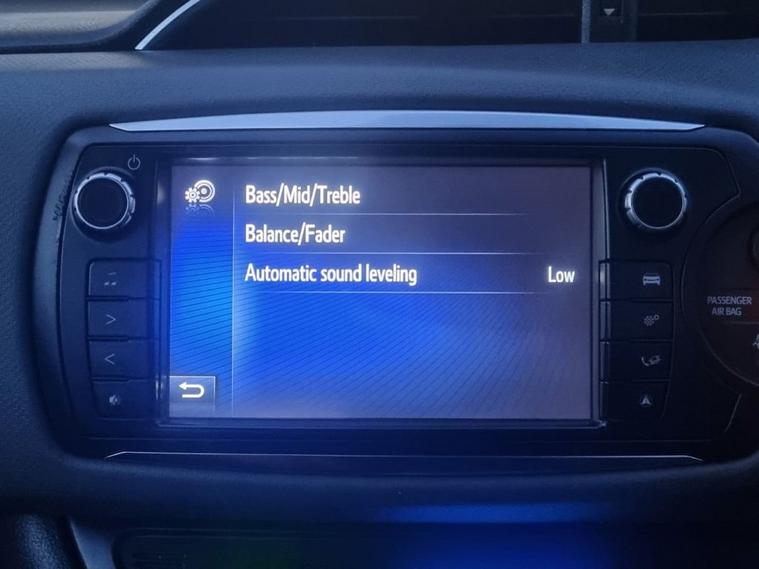 Bass/Mid/Treble
Balance/Fader
Automatic sound leveling Low
PASSENGER
AIR BAG